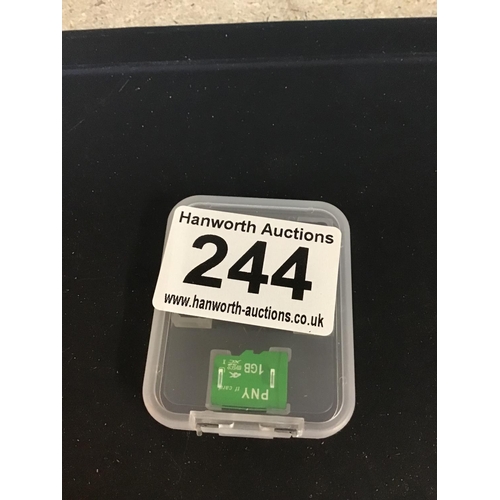 Hanworth Auctions
244
www.hanworth-auctions.co.uk
PNY
1GB